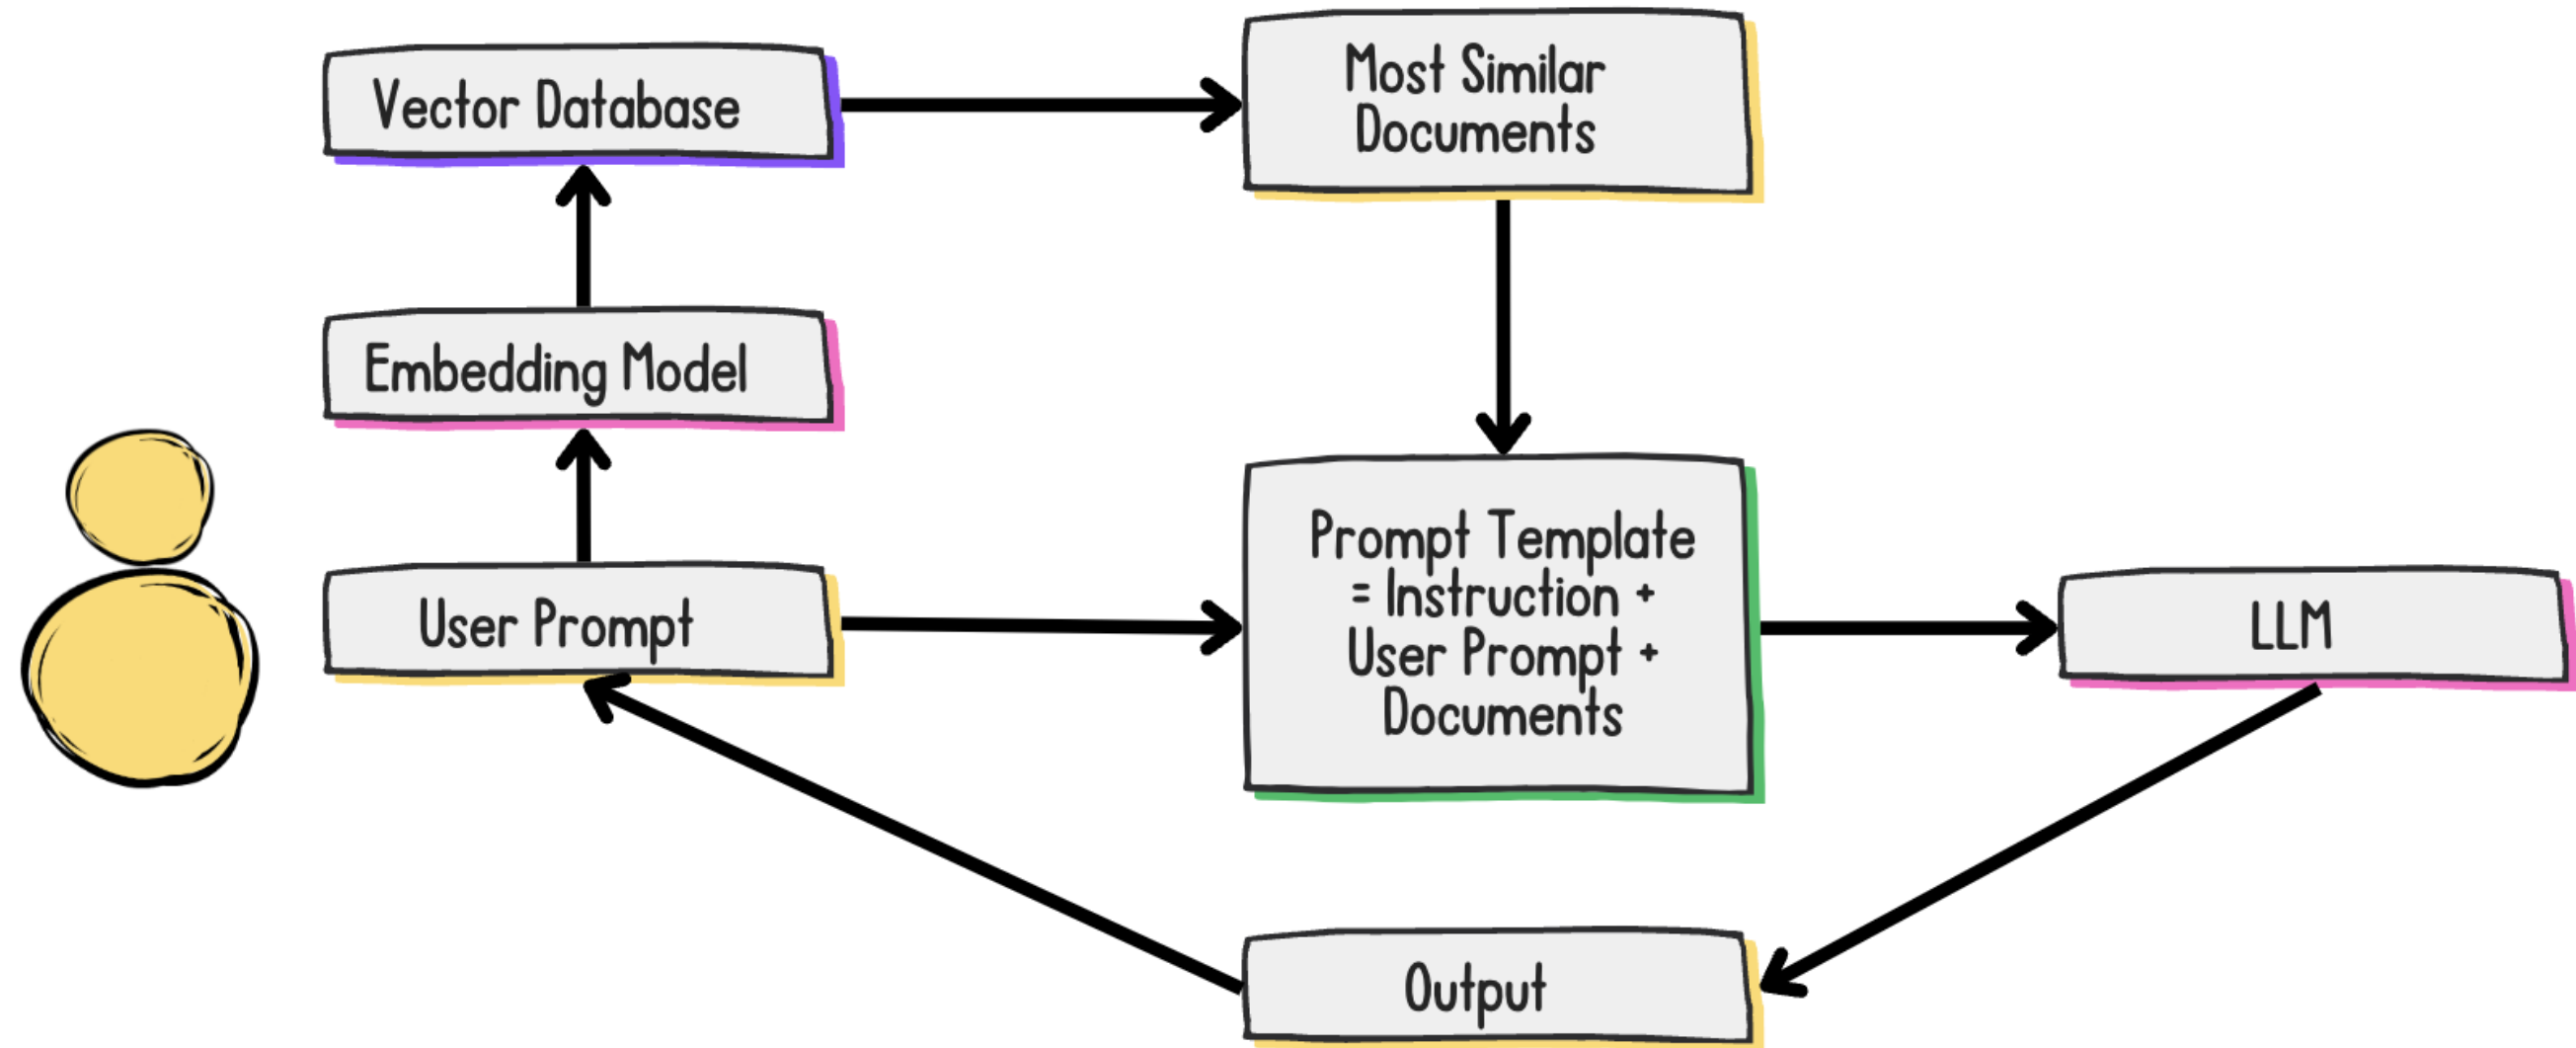 Vector Database
Most Similar
Documents
Embedding Model
User Prompt
Prompt Template
= Instruction +
User Prompt +
Documents
LLM
Output